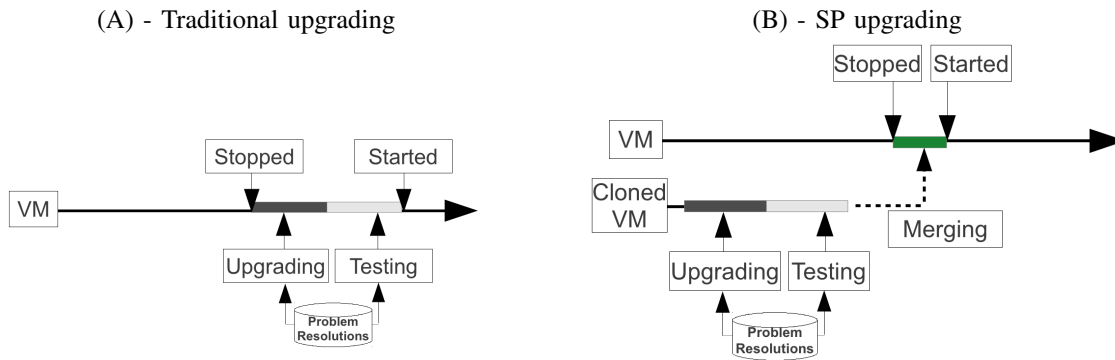 (A) - Traditional upgrading
Stopped
Started
VM
Upgrading
Testing
Problem
Resolutions
(B) - SP upgrading
Stopped
Started
VM
Cloned
VM
Merging
Upgrading
Testing
Problem
Resolutions